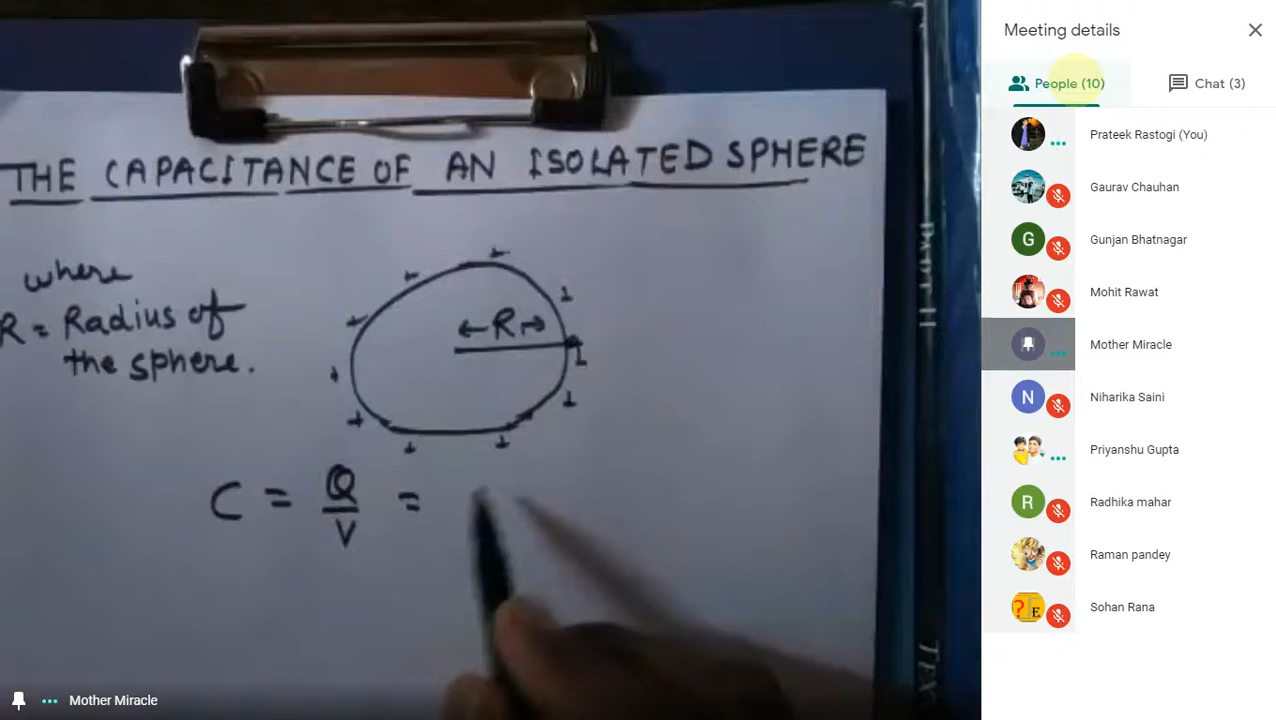 THE CAPACITANCE OF AN ISOLATED SPHERE
where
R = Radius of
the sphere.
← R →
C = Q/V =
Mother Miracle
Meeting details
People (10)
Chat (3)
Prateek Rastogi (You)
Gaurav Chauhan
G
Gunjan Bhatnagar
Mohit Rawat
Mother Miracle
N
Niharika Saini
Priyanshu Gupta
R
Radhika mahar
Raman pandey
? E
Sohan Rana